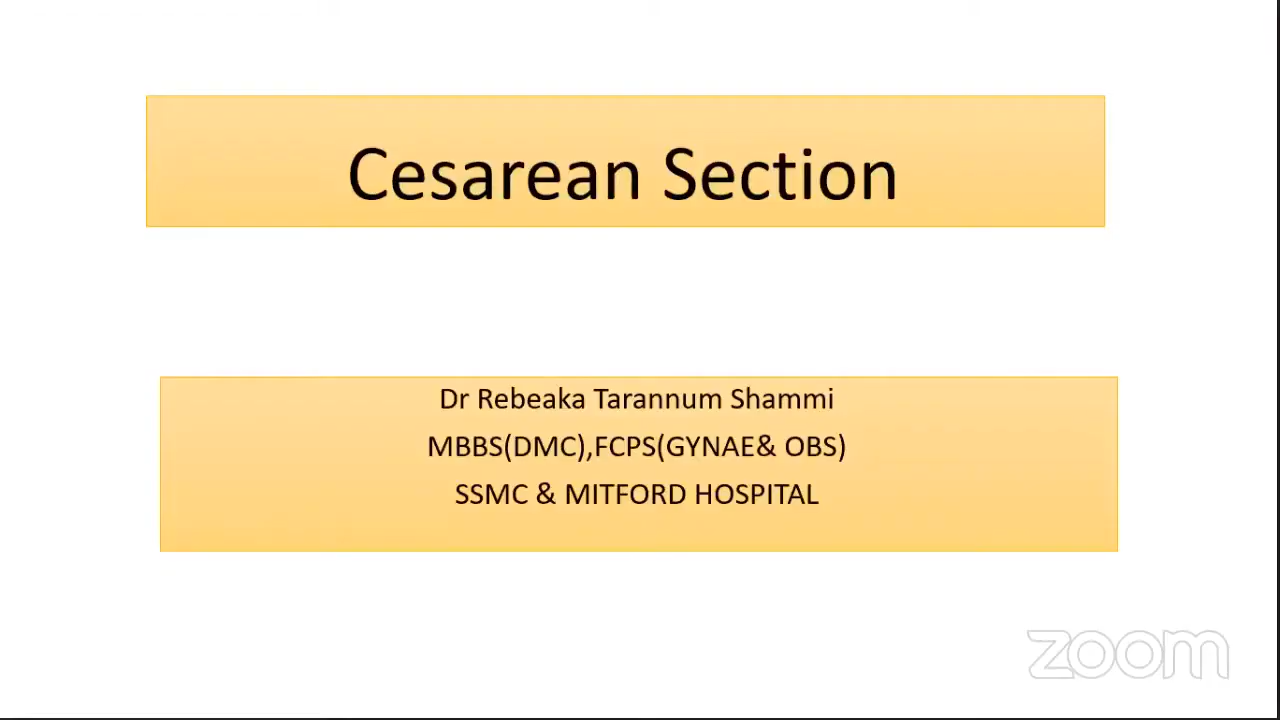 Cesarean Section
Dr Rebeaka Tarannum Shammi
MBBS(DMC),FCPS(GYNAE& OBS)
SSMC & MITFORD HOSPITAL
zoom